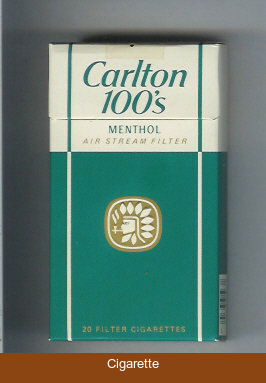 Carlton
100's
MENTHOL
AIR-STREAM FILTER
20 FILTER CIGARETTES
Cigarette